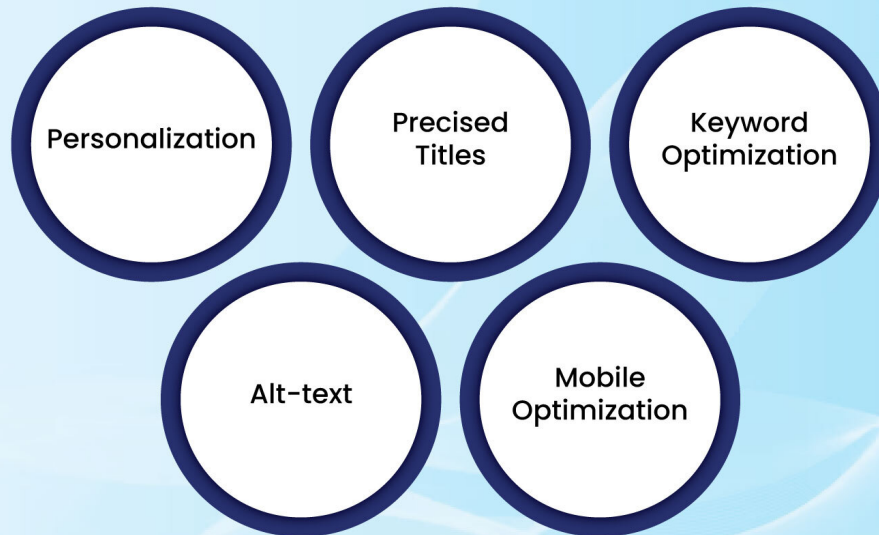 Personalization
Precised
Titles
Keyword
Optimization
Alt-text
Mobile
Optimization